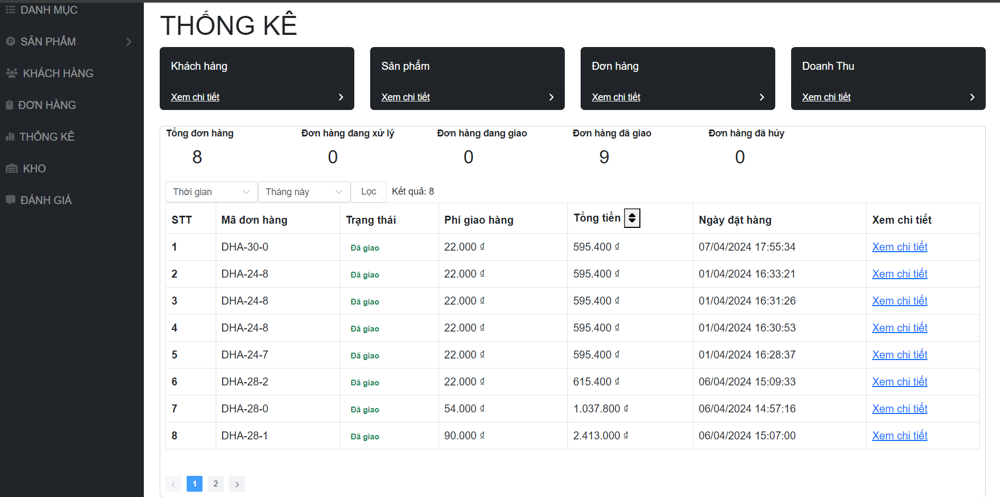 DANH MỤC
SẢN PHẨM
KHÁCH HÀNG
ĐƠN HÀNG
THỐNG KÊ
KHO
ĐÁNH GIÁ
THỐNG KÊ
Khách hàng
Xem chi tiết
Sản phẩm
Xem chi tiết
Đơn hàng
Xem chi tiết
Doanh Thu
Xem chi tiết
Tổng đơn hàng Đơn hàng đang xử lý Đơn hàng đang giao Đơn hàng đã giao Đơn hàng đã hủy
8 0 0 9 0
Thời gian Tháng này Lọc Kết quả: 8
STT Mã đơn hàng Trạng thái Phí giao hàng Tổng tiền Ngày đặt hàng Xem chi tiết
1 DHA-30-0 Đã giao 22.000 ₫ 595.400 ₫ 07/04/2024 17:55:34 Xem chi tiết
2 DHA-24-8 Đã giao 22.000 ₫ 595.400 ₫ 01/04/2024 16:33:21 Xem chi tiết
3 DHA-24-8 Đã giao 22.000 ₫ 595.400 ₫ 01/04/2024 16:31:26 Xem chi tiết
4 DHA-24-8 Đã giao 22.000 ₫ 595.400 ₫ 01/04/2024 16:30:53 Xem chi tiết
5 DHA-24-7 Đã giao 22.000 ₫ 595.400 ₫ 01/04/2024 16:28:37 Xem chi tiết
6 DHA-28-2 Đã giao 22.000 ₫ 615.400 ₫ 06/04/2024 15:09:33 Xem chi tiết
7 DHA-28-0 Đã giao 54.000 ₫ 1.037.800 ₫ 06/04/2024 14:57:16 Xem chi tiết
8 DHA-28-1 Đã giao 90.000 ₫ 2.413.000 ₫ 06/04/2024 15:07:00 Xem chi tiết
1 2